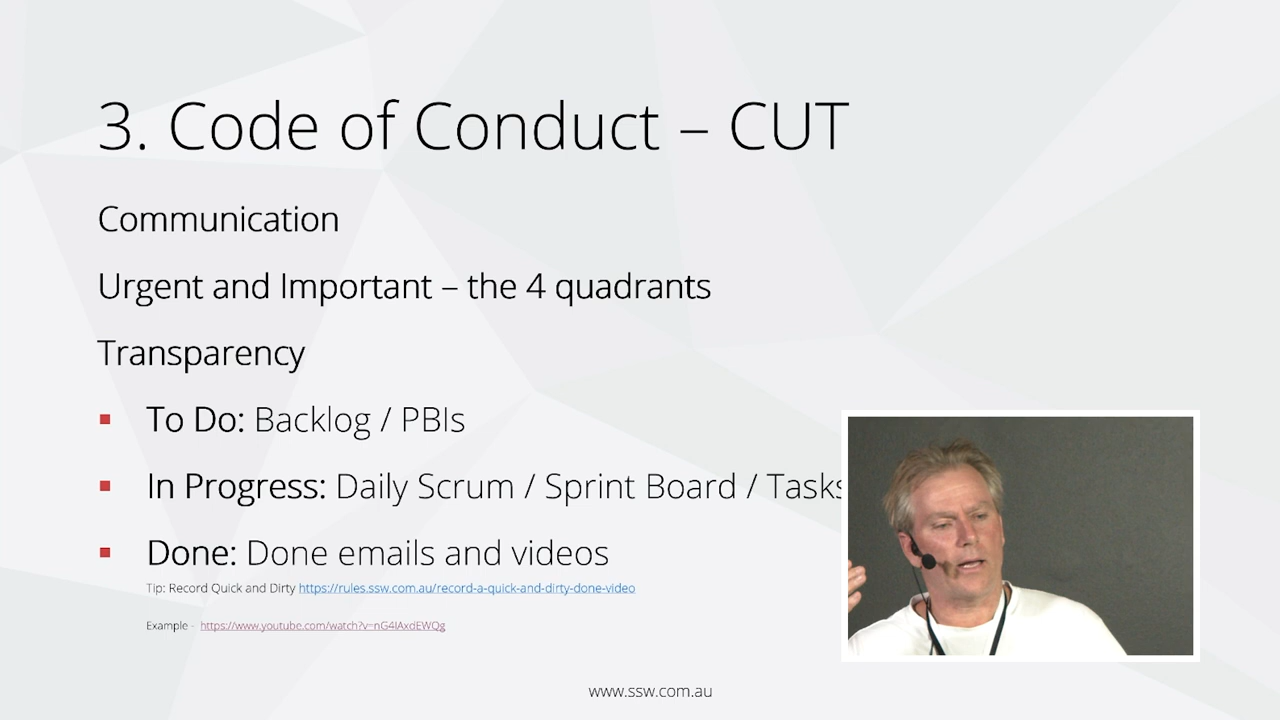 3. Code of Conduct – CUT
Communication
Urgent and Important – the 4 quadrants
Transparency
To Do: Backlog / PBIs
In Progress: Daily Scrum / Sprint Board / Tasks
Done: Done emails and videos
Tip: Record Quick and Dirty https://rules.ssw.com.au/record-a-quick-and-dirty-done-video
Example - https://www.youtube.com/watch?v=nG4IAxdEWQg
www.ssw.com.au